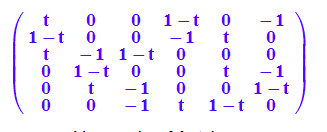 t 0 0 1-t 0 -1
1-t 0 0 -1 t 0
t -1 1-t 0 0 0
0 1-t 0 0 t -1
0 t -1 0 0 1-t
0 0 -1 t 1-t 0